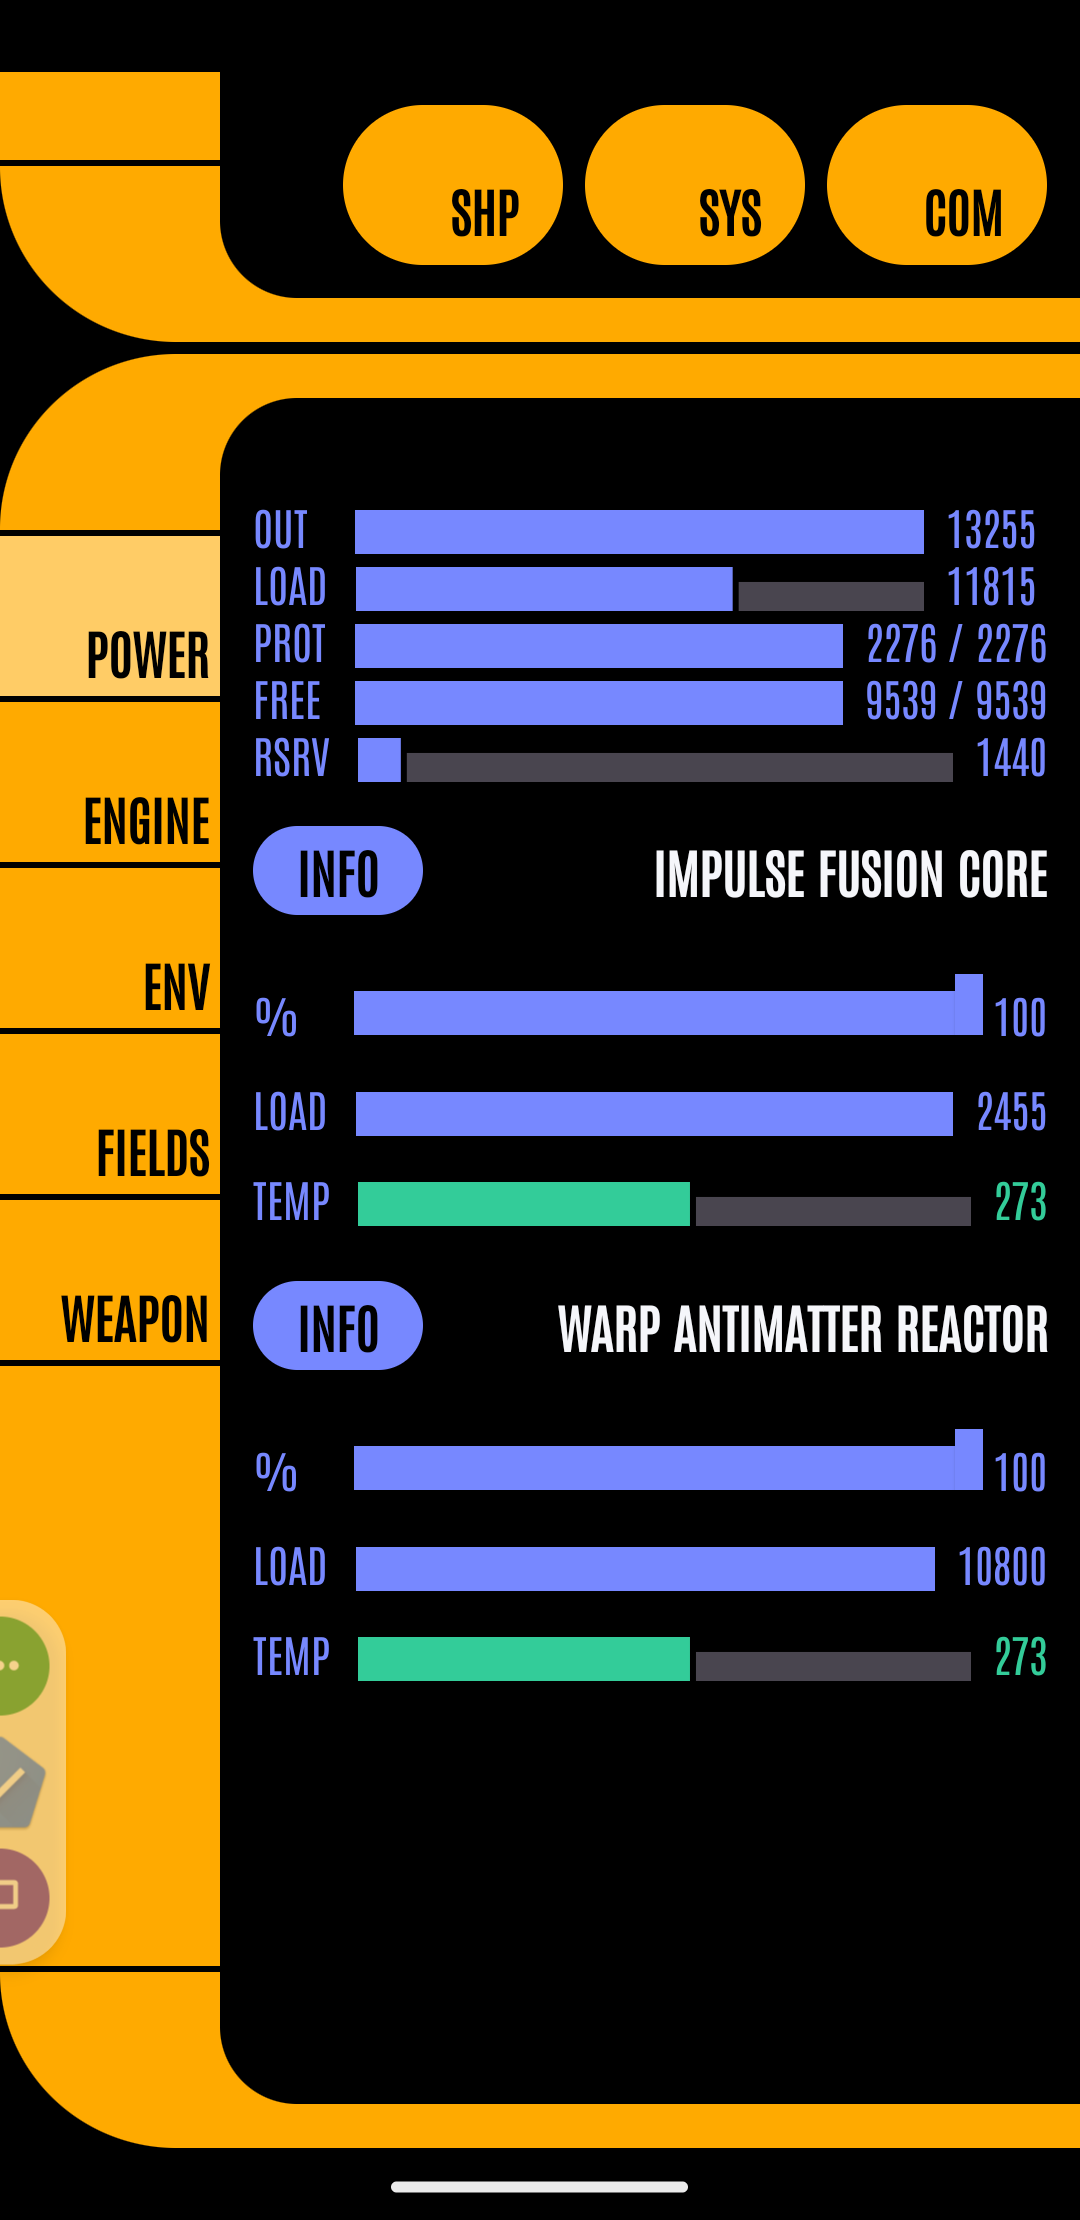 SHP SYS COM
OUT 13255
LOAD 11815
PROT 2276 / 2276
FREE 9539 / 9539
RSRV 1440
POWER
ENGINE
ENV
FIELDS
WEAPON
INFO IMPULSE FUSION CORE
% 100
LOAD 2455
TEMP 273
INFO WARP ANTIMATTER REACTOR
% 100
LOAD 10800
TEMP 273